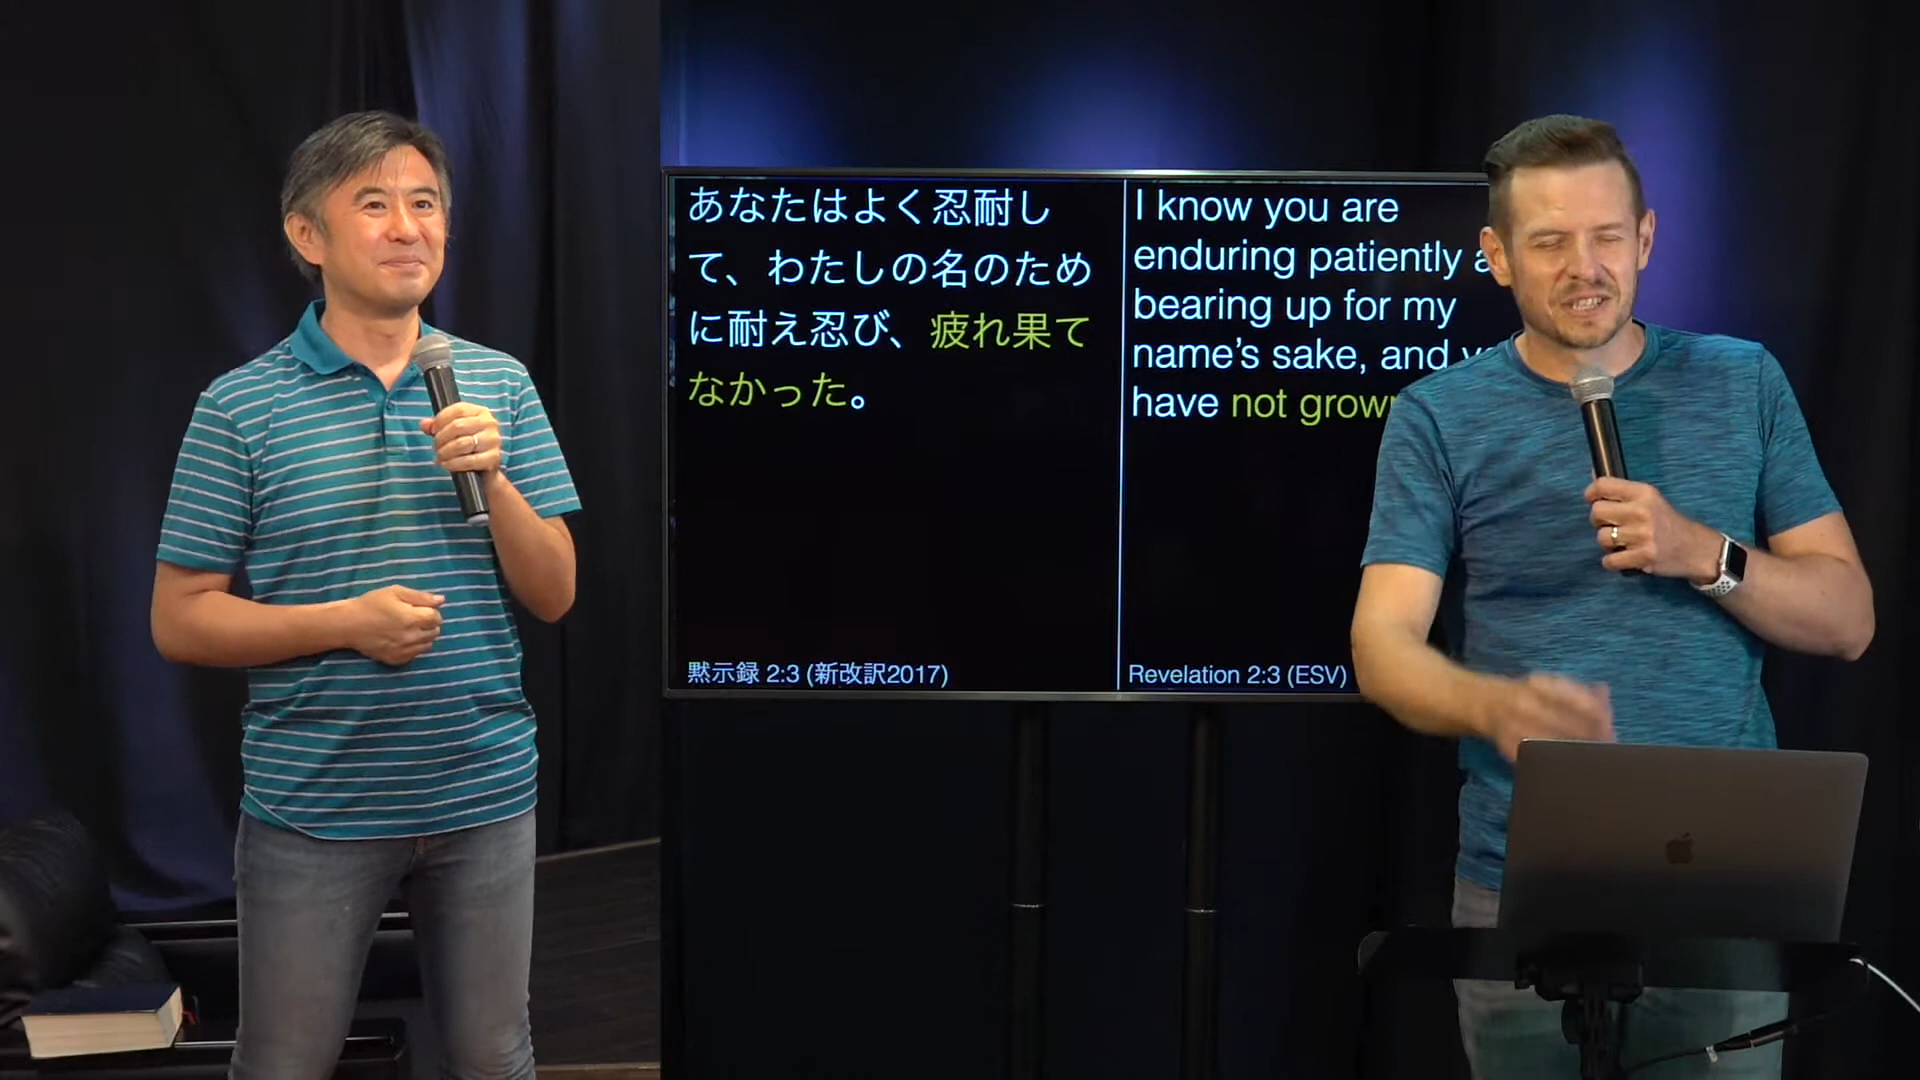 あなたはよく忍耐し
て、わたしの名のため
に耐え忍び、疲れ果て
なかった。
黙示録 2:3 (新改訳2017)
I know you are
enduring patiently
bearing up for my
name’s sake, and
have not grown
Revelation 2:3 (ESV)